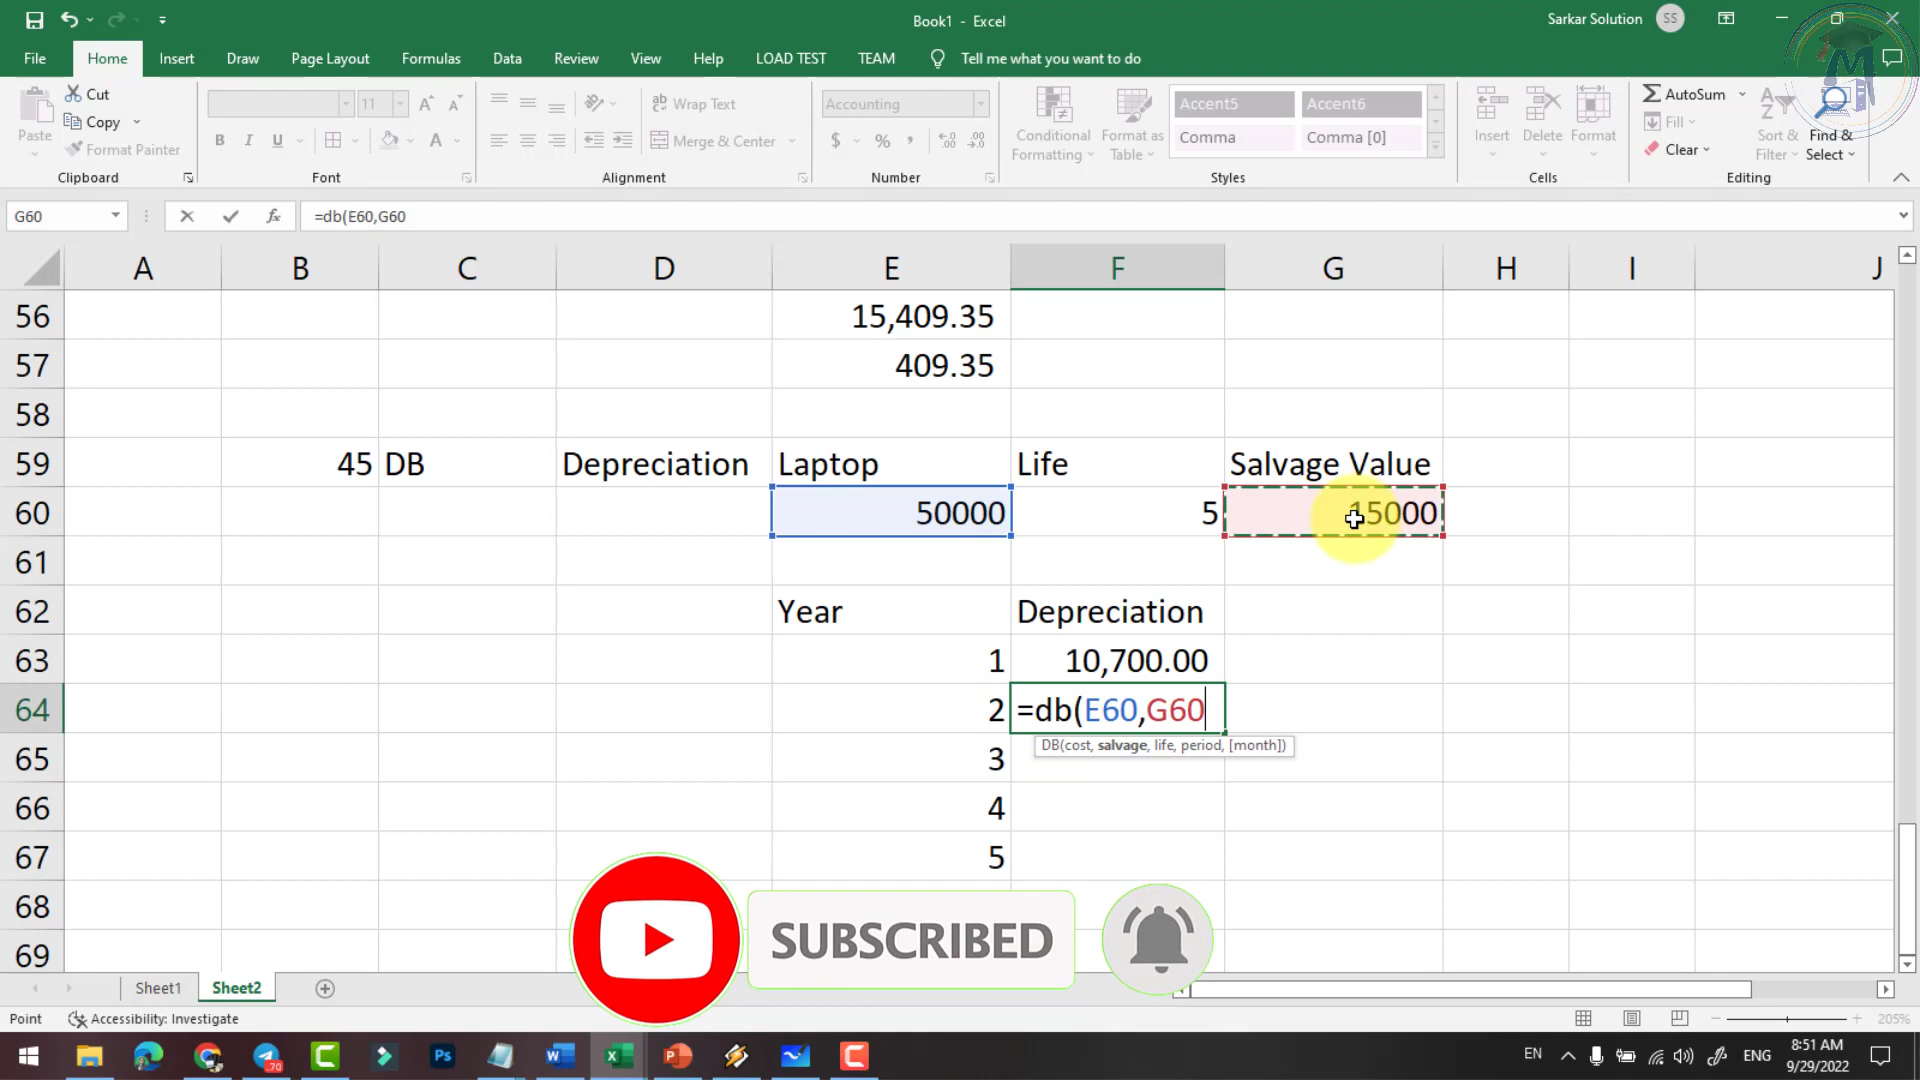 Book1 - Excel
Sarkar Solution SS
File Home Insert Draw Page Layout Formulas Data Review View Help LOAD TEST TEAM Tell me what you want to do
Paste
Cut
Copy
Format Painter
Clipboard
11
B I U
Font
Wrap Text
Merge & Center
Alignment
Accounting
$ % ,
Number
Conditional Formatting
Format as Table
Accent5 Accent6
Comma Comma [0]
Styles
Insert Delete Format
Cells
AutoSum
Fill
Clear
Sort & Filter
Find & Select
Editing
G60 fx =db(E60,G60
A B C D E F G H I J
56 15,409.35
57 409.35
58
59 45 DB Depreciation Laptop Life Salvage Value
60 50000 5 15000
61
62 Year Depreciation
63 1 10,700.00
64 2 =db(E60,G60
DB(cost, salvage, life, period, [month])
65 3
66 4
67 5
68
69
SUBSCRIBED
Sheet1 Sheet2
Point Accessibility: Investigate 205%
70
Ps
EN ENG 8:51 AM
9/29/2022